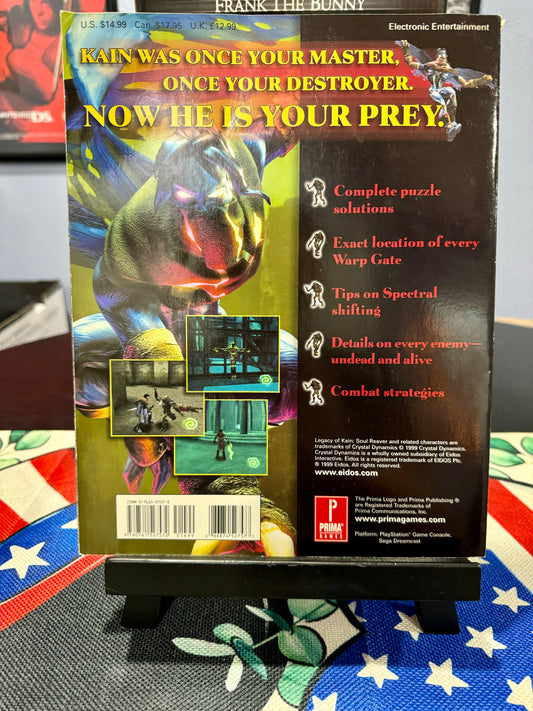 FRANK THE BUNNY
U.S. $14.99 Can. $17.95 U.K. £12.99
Electronic Entertainment
KAIN WAS ONCE YOUR MASTER,
ONCE YOUR DESTROYER.
NOW HE IS YOUR PREY.
Complete puzzle
solutions
Exact location of every
Warp Gate
Tips on Spectral
shifting
Details on every enemy—
undead and alive
Combat strategies
Legacy of Kain: Soul Reaver and related characters are
trademarks of Crystal Dynamics © 1999 Crystal Dynamics.
Crystal Dynamics is a wholly owned subsidiary of Eidos
Interactive. Eidos is a registered trademark of EIDOS Plc.
® 1999 Eidos. All rights reserved.
www.eidos.com
PRIMA®
GAMES
The Prima Logo and Prima Publishing ®
are Registered Trademarks of
Prima Communications, Inc.
www.primagames.com
Platform: PlayStation® Game Console,
Sega Dreamcast